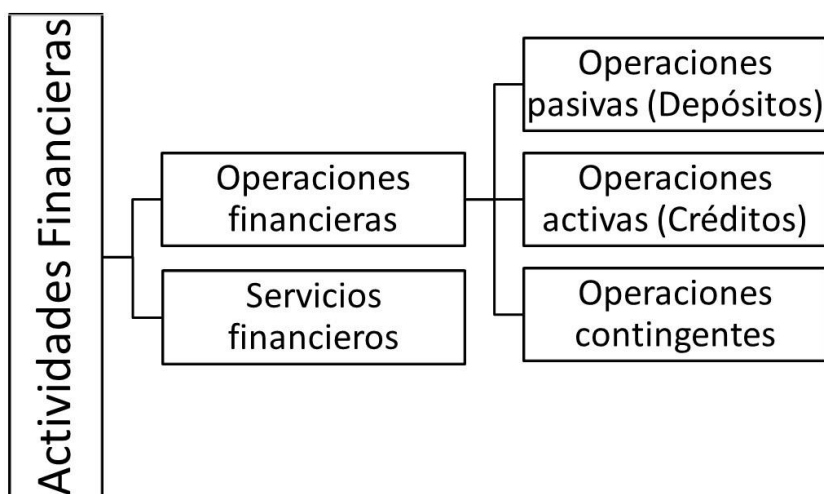 Actividades Financieras
Operaciones
financieras
Servicios
financieros
Operaciones
pasivas (Depósitos)
Operaciones
activas (Créditos)
Operaciones
contingentes